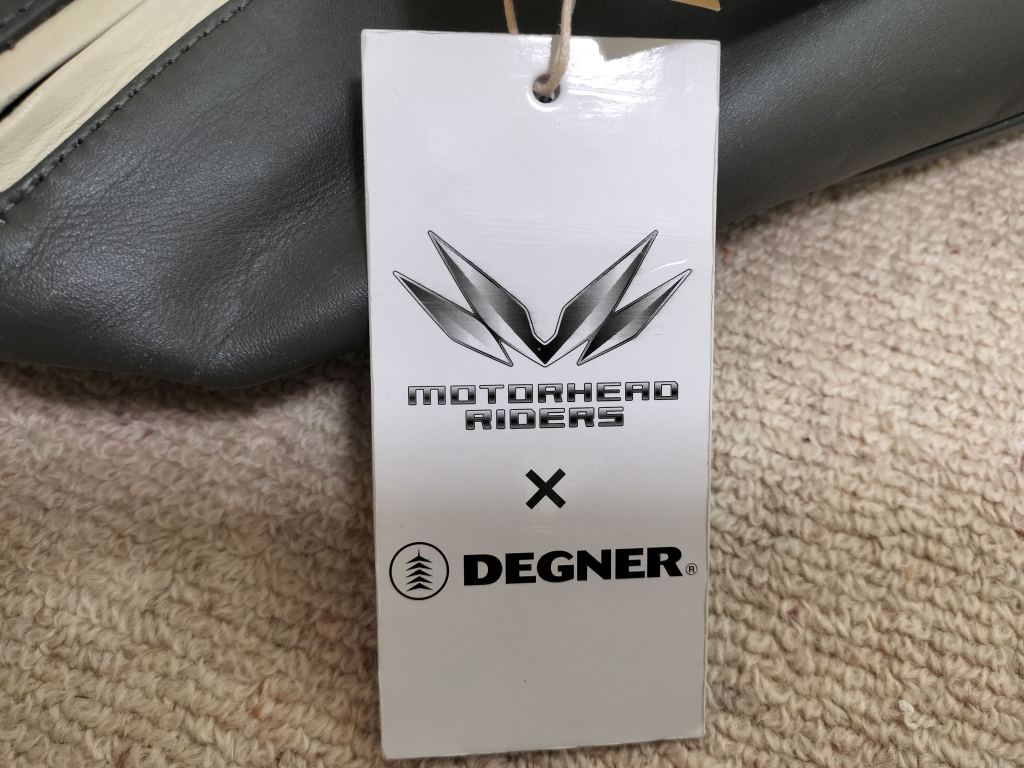 MOTORHEAD
RIDERS
×
DEGNER®